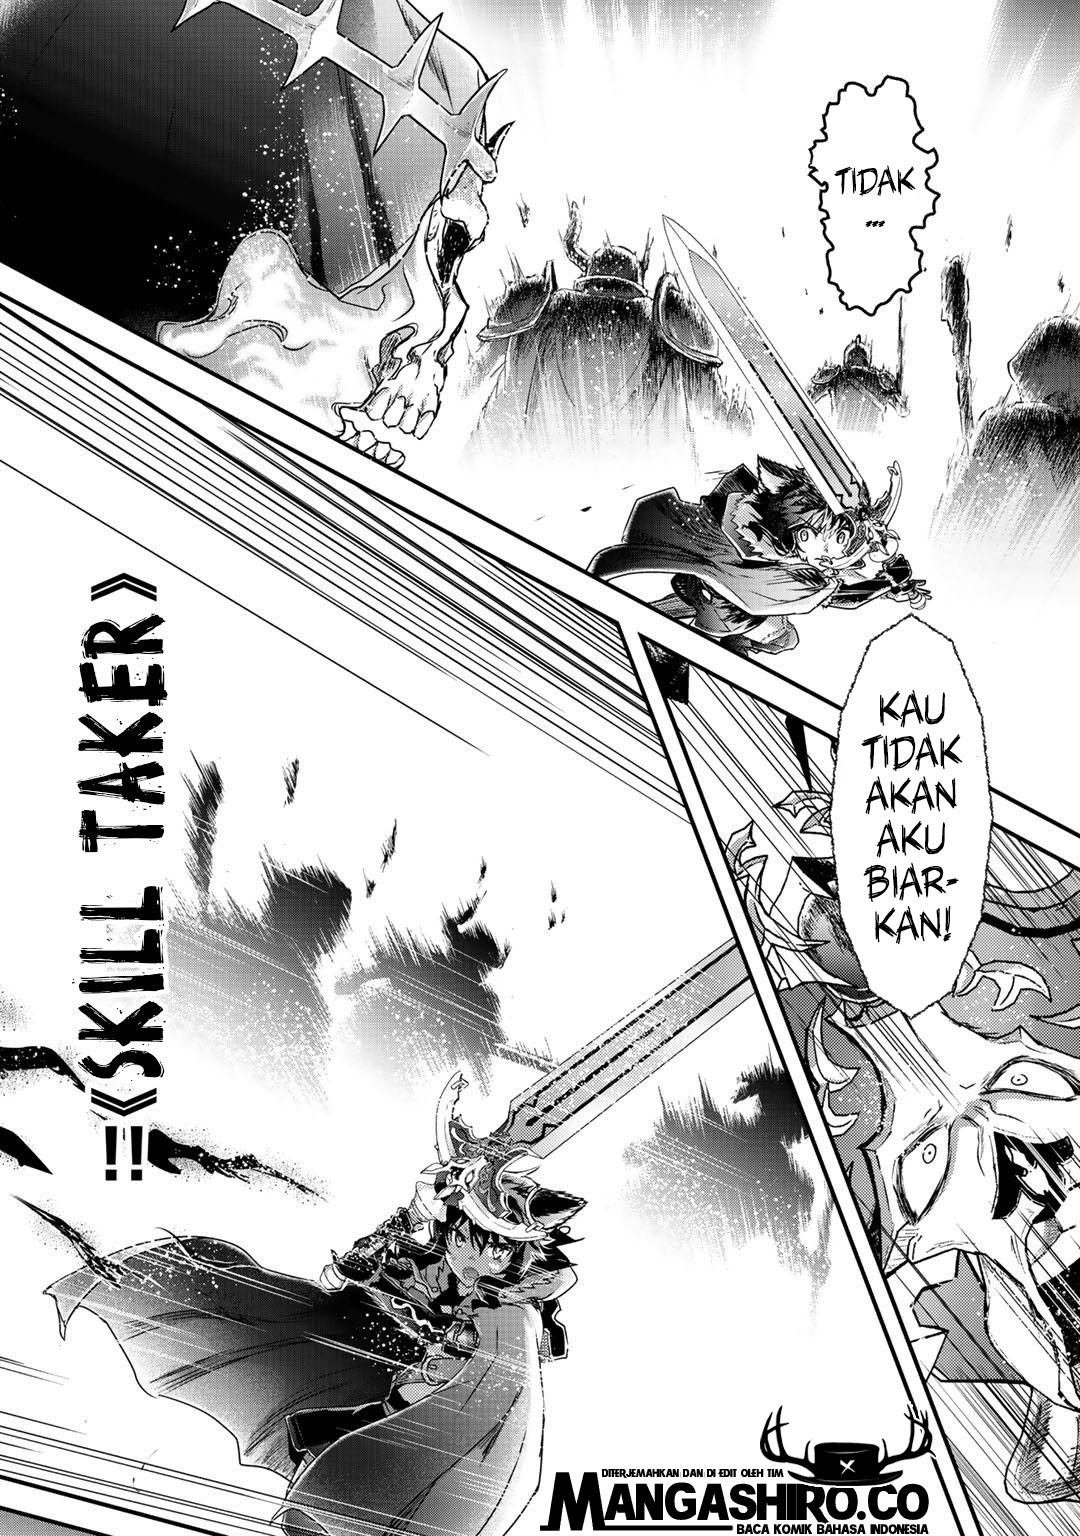 TIDAK
...
KAU
TIDAK
AKAN
AKU
BIAR-
KAN!
《SKILL TAKER》!!
DITERJEMAHKAN DAN DI EDIT OLEH TIM
MANGASHIRO.CO
BACA KOMIK BAHASA INDONESIA